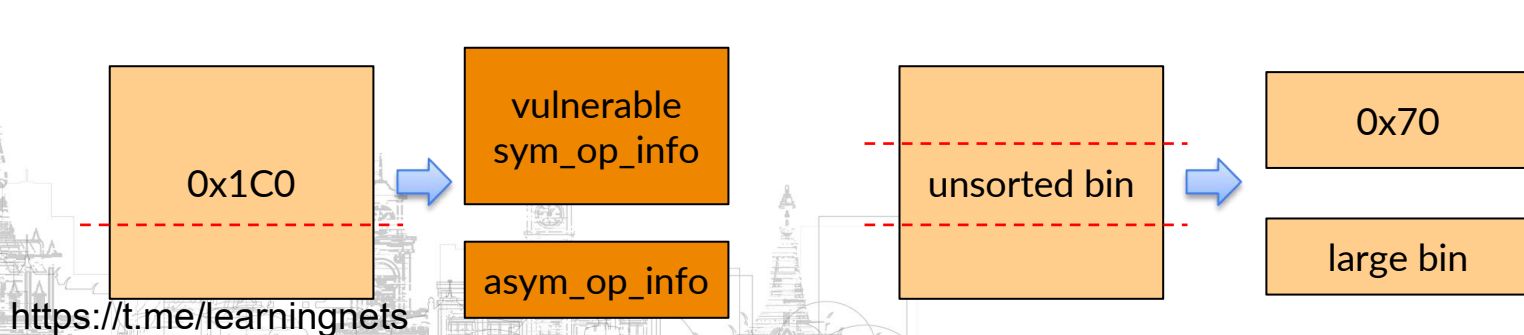 0x1C0
vulnerable
sym_op_info
asym_op_info
unsorted bin
0x70
large bin
https://t.me/learningnets